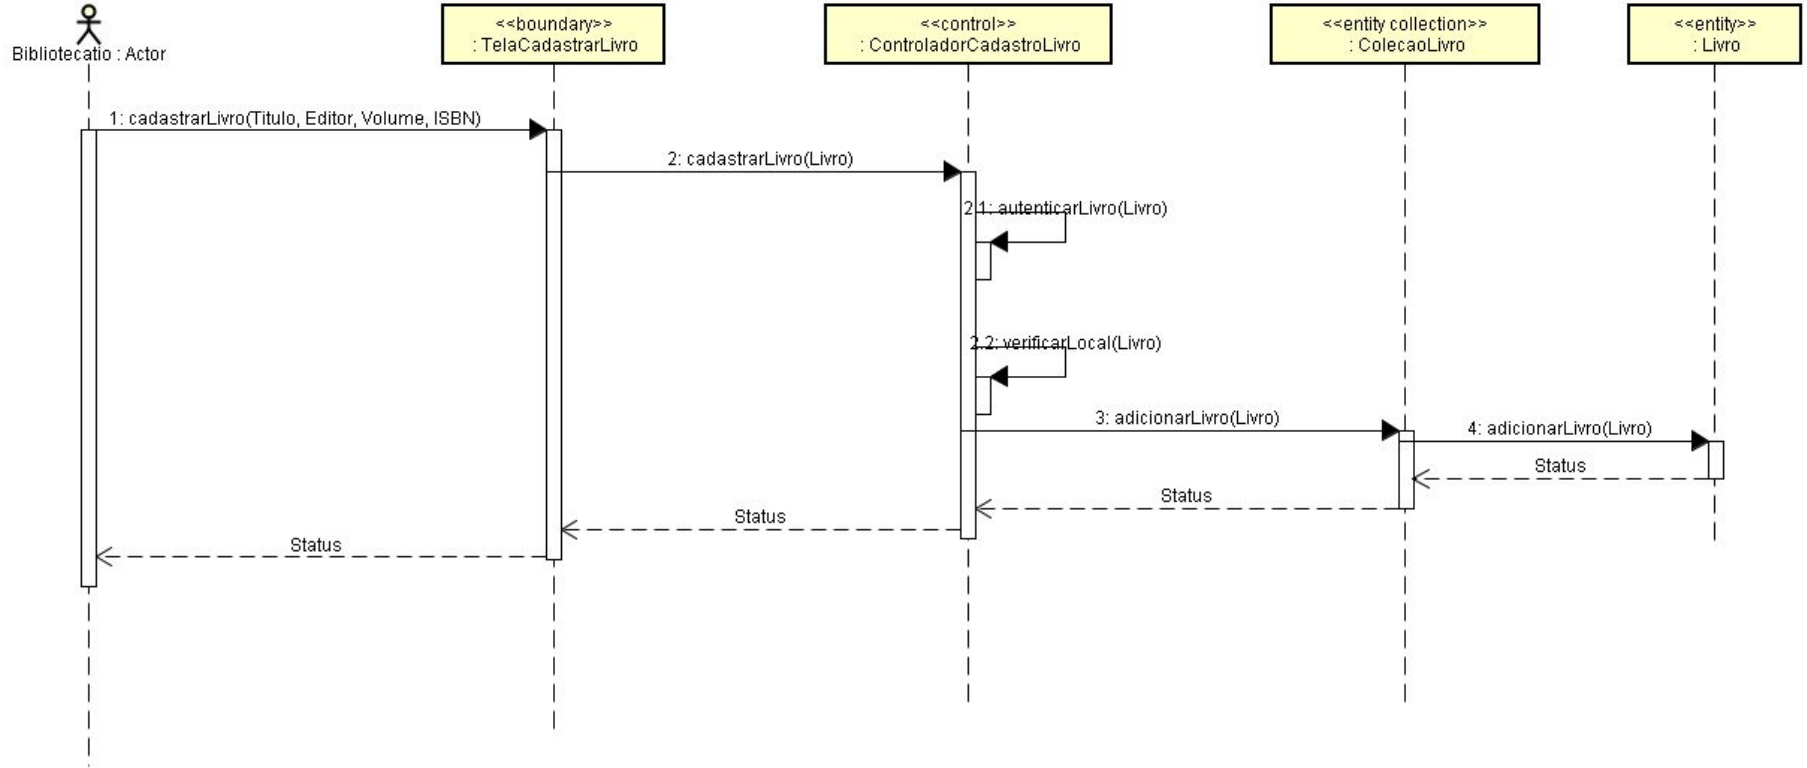 Bibliotecatio : Actor
<<boundary>>
: TelaCadastrarLivro
<<control>>
: ControladorCadastroLivro
<<entity collection>>
: ColecaoLivro
<<entity>>
: Livro
1: cadastrarLivro(Titulo, Editor, Volume, ISBN)
2: cadastrarLivro(Livro)
2.1: autenticarLivro(Livro)
2.2: verificarLocal(Livro)
3: adicionarLivro(Livro)
4: adicionarLivro(Livro)
Status
Status
Status
Status